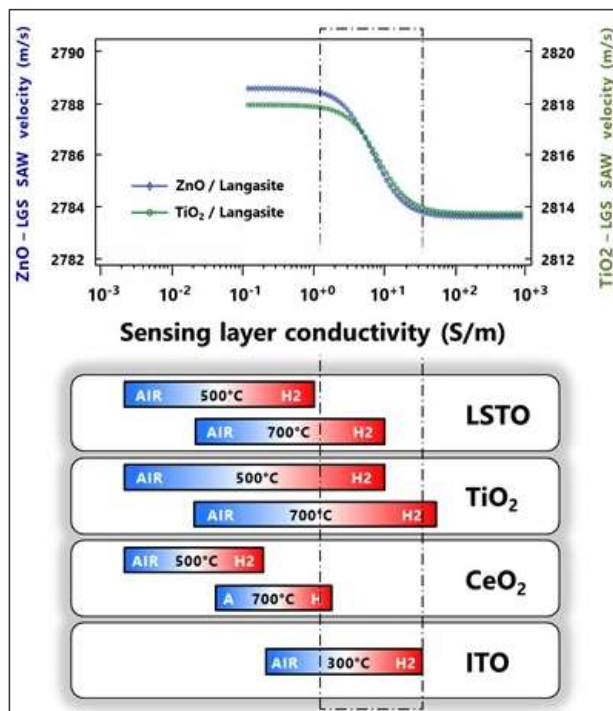 ZnO – LGS SAW velocity (m/s)
2790
2788
2786
2784
2782
ZnO / Langasite
TiO₂ / Langasite
2820
2818
2816
2814
2812
TiO2 – LGS SAW velocity (m/s)
10⁻³ 10⁻² 10⁻¹ 10⁺⁰ 10⁺¹ 10⁺² 10⁺³
Sensing layer conductivity (S/m)
AIR 500°C H2
LSTO
AIR 700°C H2
AIR 500°C H2
TiO₂
AIR 700°C H2
AIR 500°C H2
CeO₂
A 700°C H
AIR 300°C H2
ITO